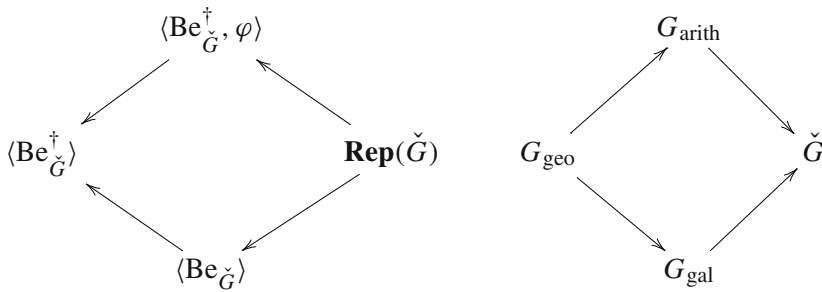 ⟨Be†_Ǧ, φ⟩ G_arith
⟨Be†_Ǧ⟩ Rep(Ǧ) G_geo Ǧ
⟨Be_Ǧ⟩ G_gal